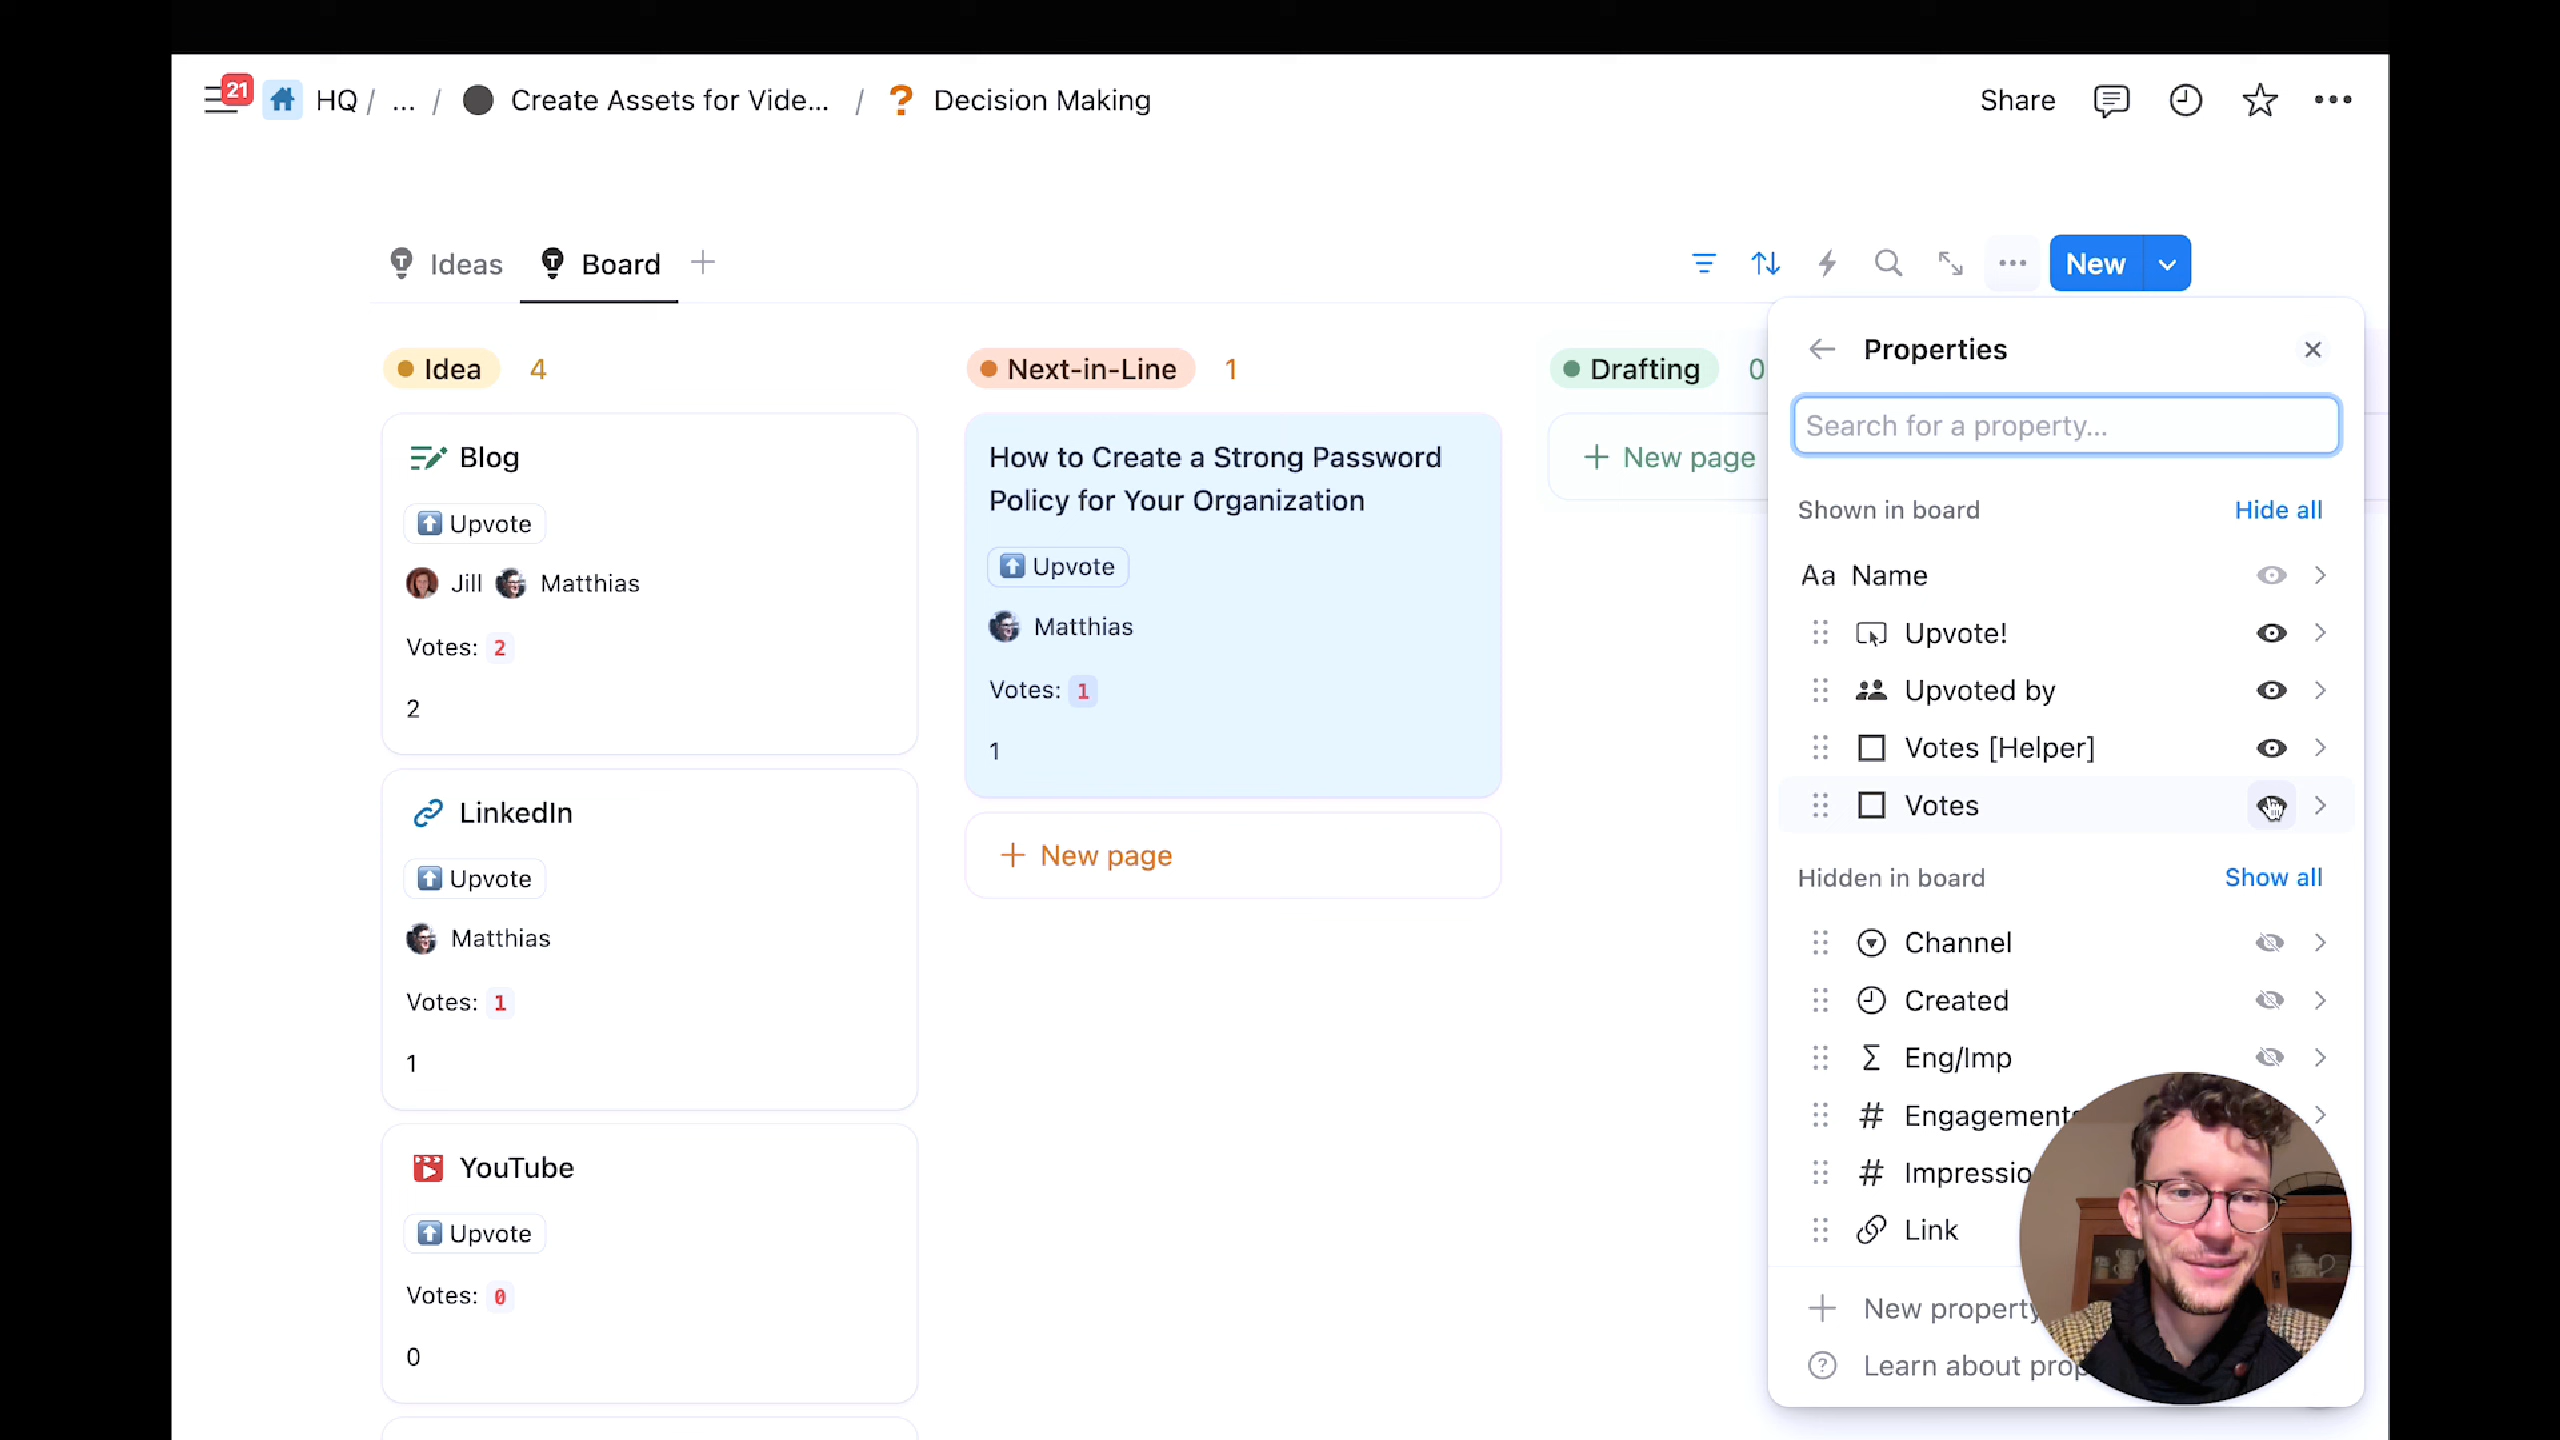 21
HQ / ... / Create Assets for Vide... / Decision Making
Share
Ideas
Board
New
Idea 4
Blog
Upvote
Jill Matthias
Votes: 2
2
LinkedIn
Upvote
Matthias
Votes: 1
1
YouTube
Upvote
Votes: 0
0
Next-in-Line 1
How to Create a Strong Password
Policy for Your Organization
Upvote
Matthias
Votes: 1
1
+ New page
Drafting 0
+ New page
Properties
Search for a property...
Shown in board Hide all
Aa Name
Upvote!
Upvoted by
Votes [Helper]
Votes
Hidden in board Show all
Channel
Created
Eng/Imp
Engagement
Impressio
Link
New property
Learn about prop